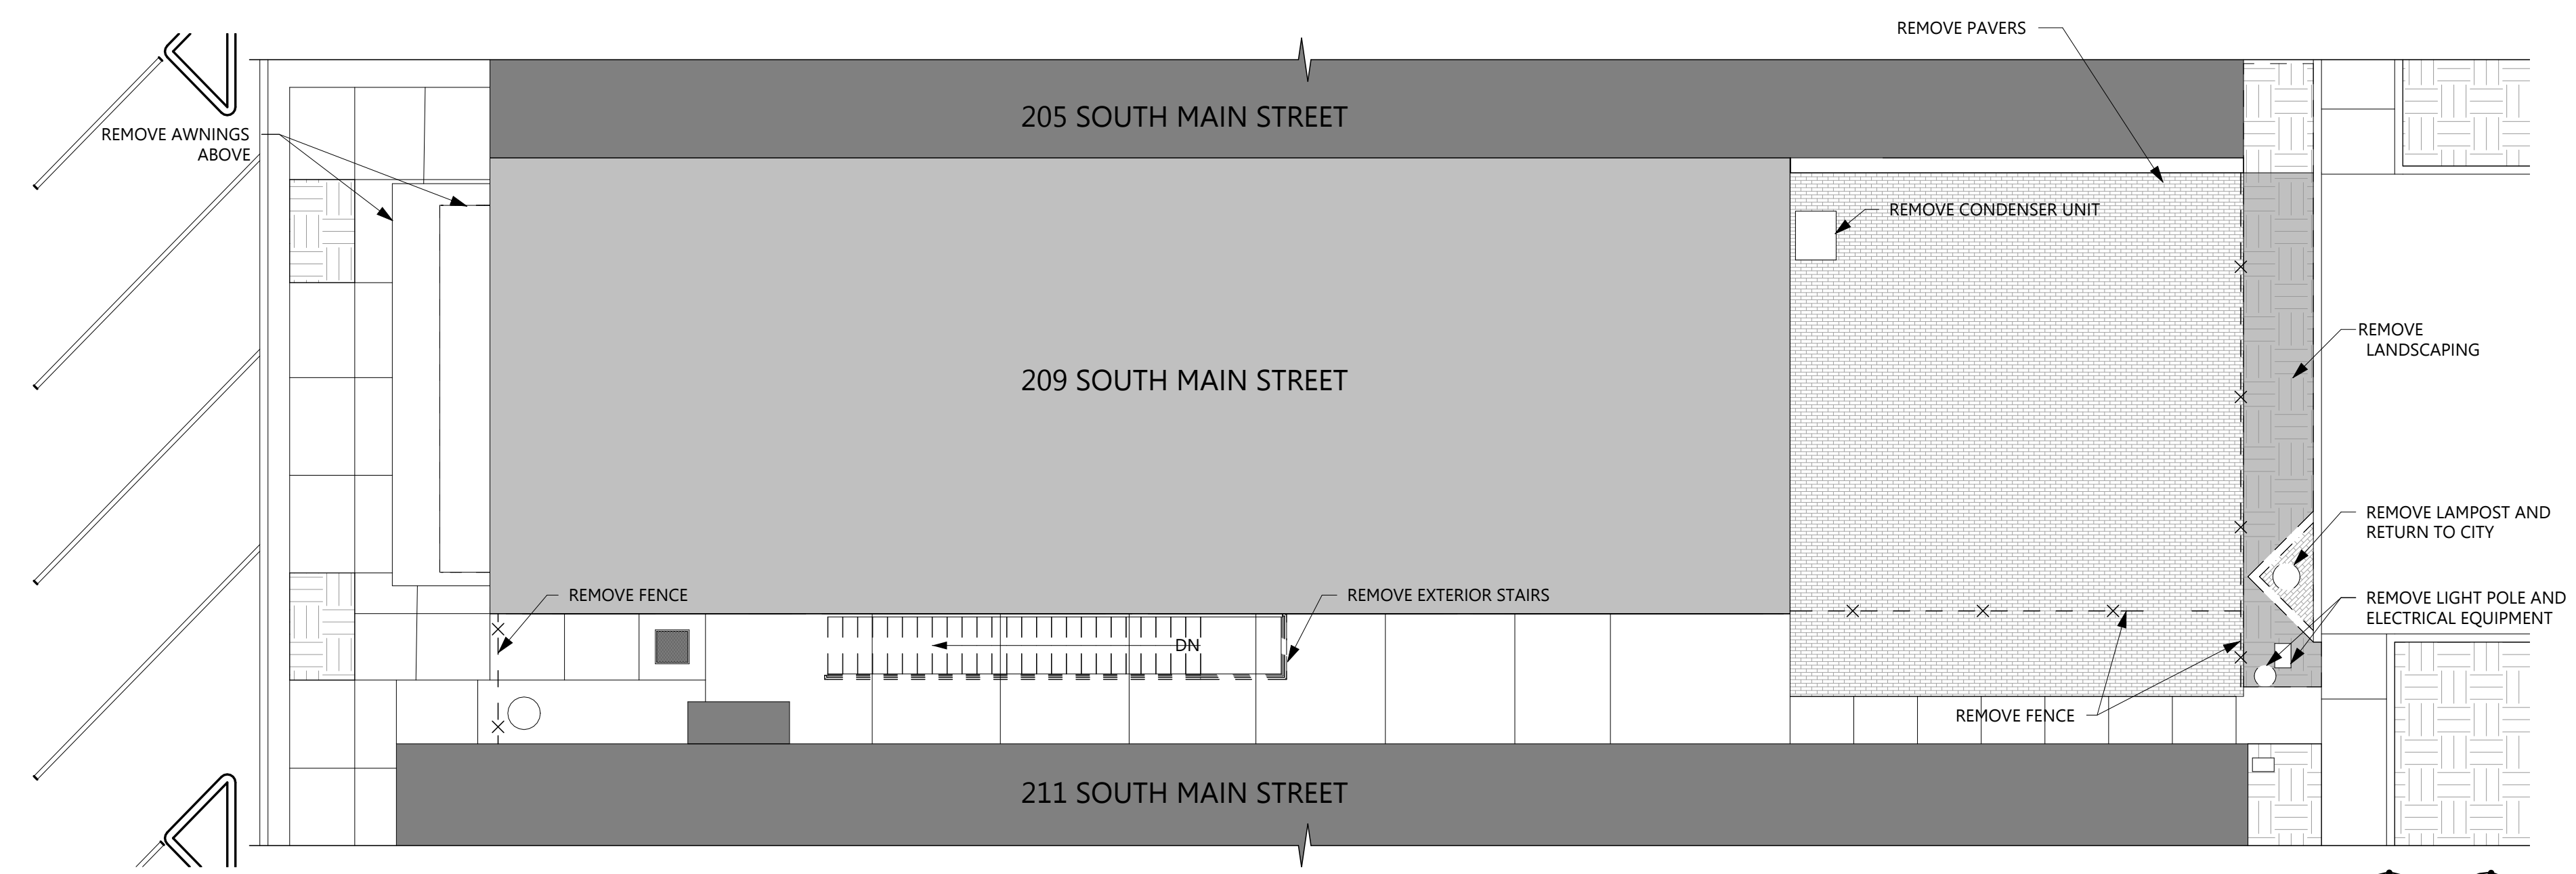 REMOVE PAVERS
205 SOUTH MAIN STREET
REMOVE AWNINGS
ABOVE
REMOVE CONDENSER UNIT
REMOVE
LANDSCAPING
209 SOUTH MAIN STREET
REMOVE LAMPOST AND
RETURN TO CITY
REMOVE FENCE
REMOVE EXTERIOR STAIRS
REMOVE LIGHT POLE AND
ELECTRICAL EQUIPMENT
DN
REMOVE FENCE
211 SOUTH MAIN STREET